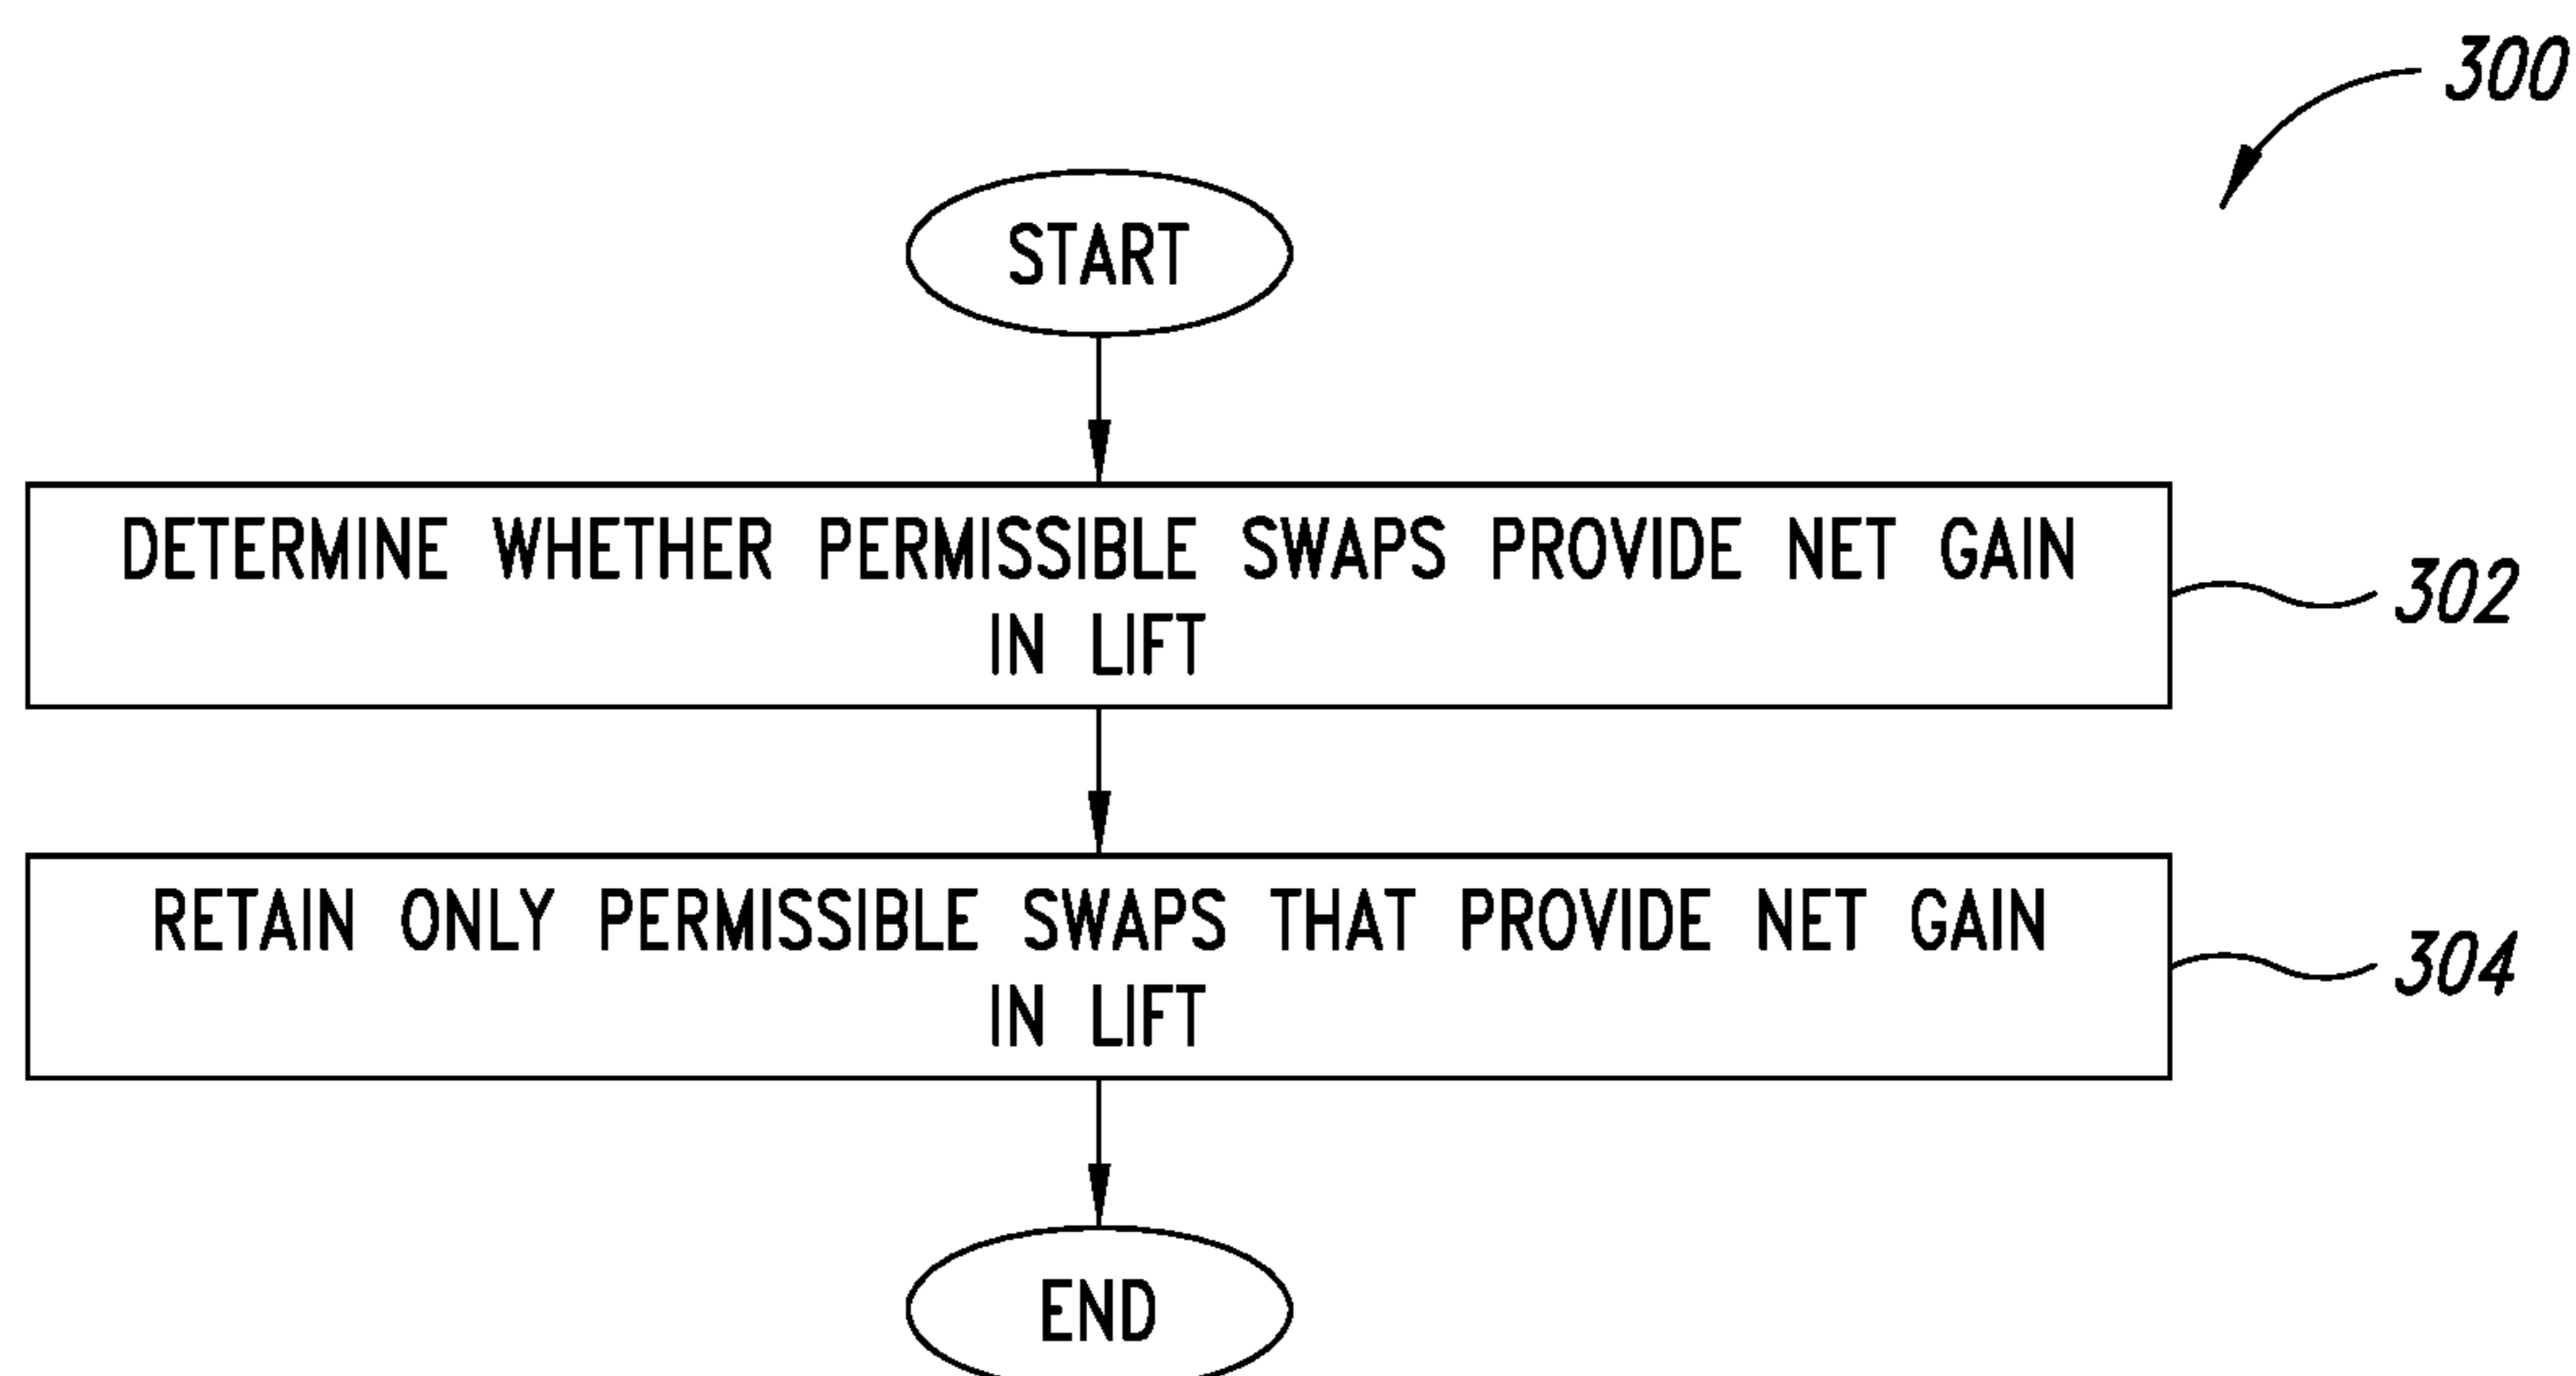 300
START
DETERMINE WHETHER PERMISSIBLE SWAPS PROVIDE NET GAIN
IN LIFT
302
RETAIN ONLY PERMISSIBLE SWAPS THAT PROVIDE NET GAIN
IN LIFT
304
END